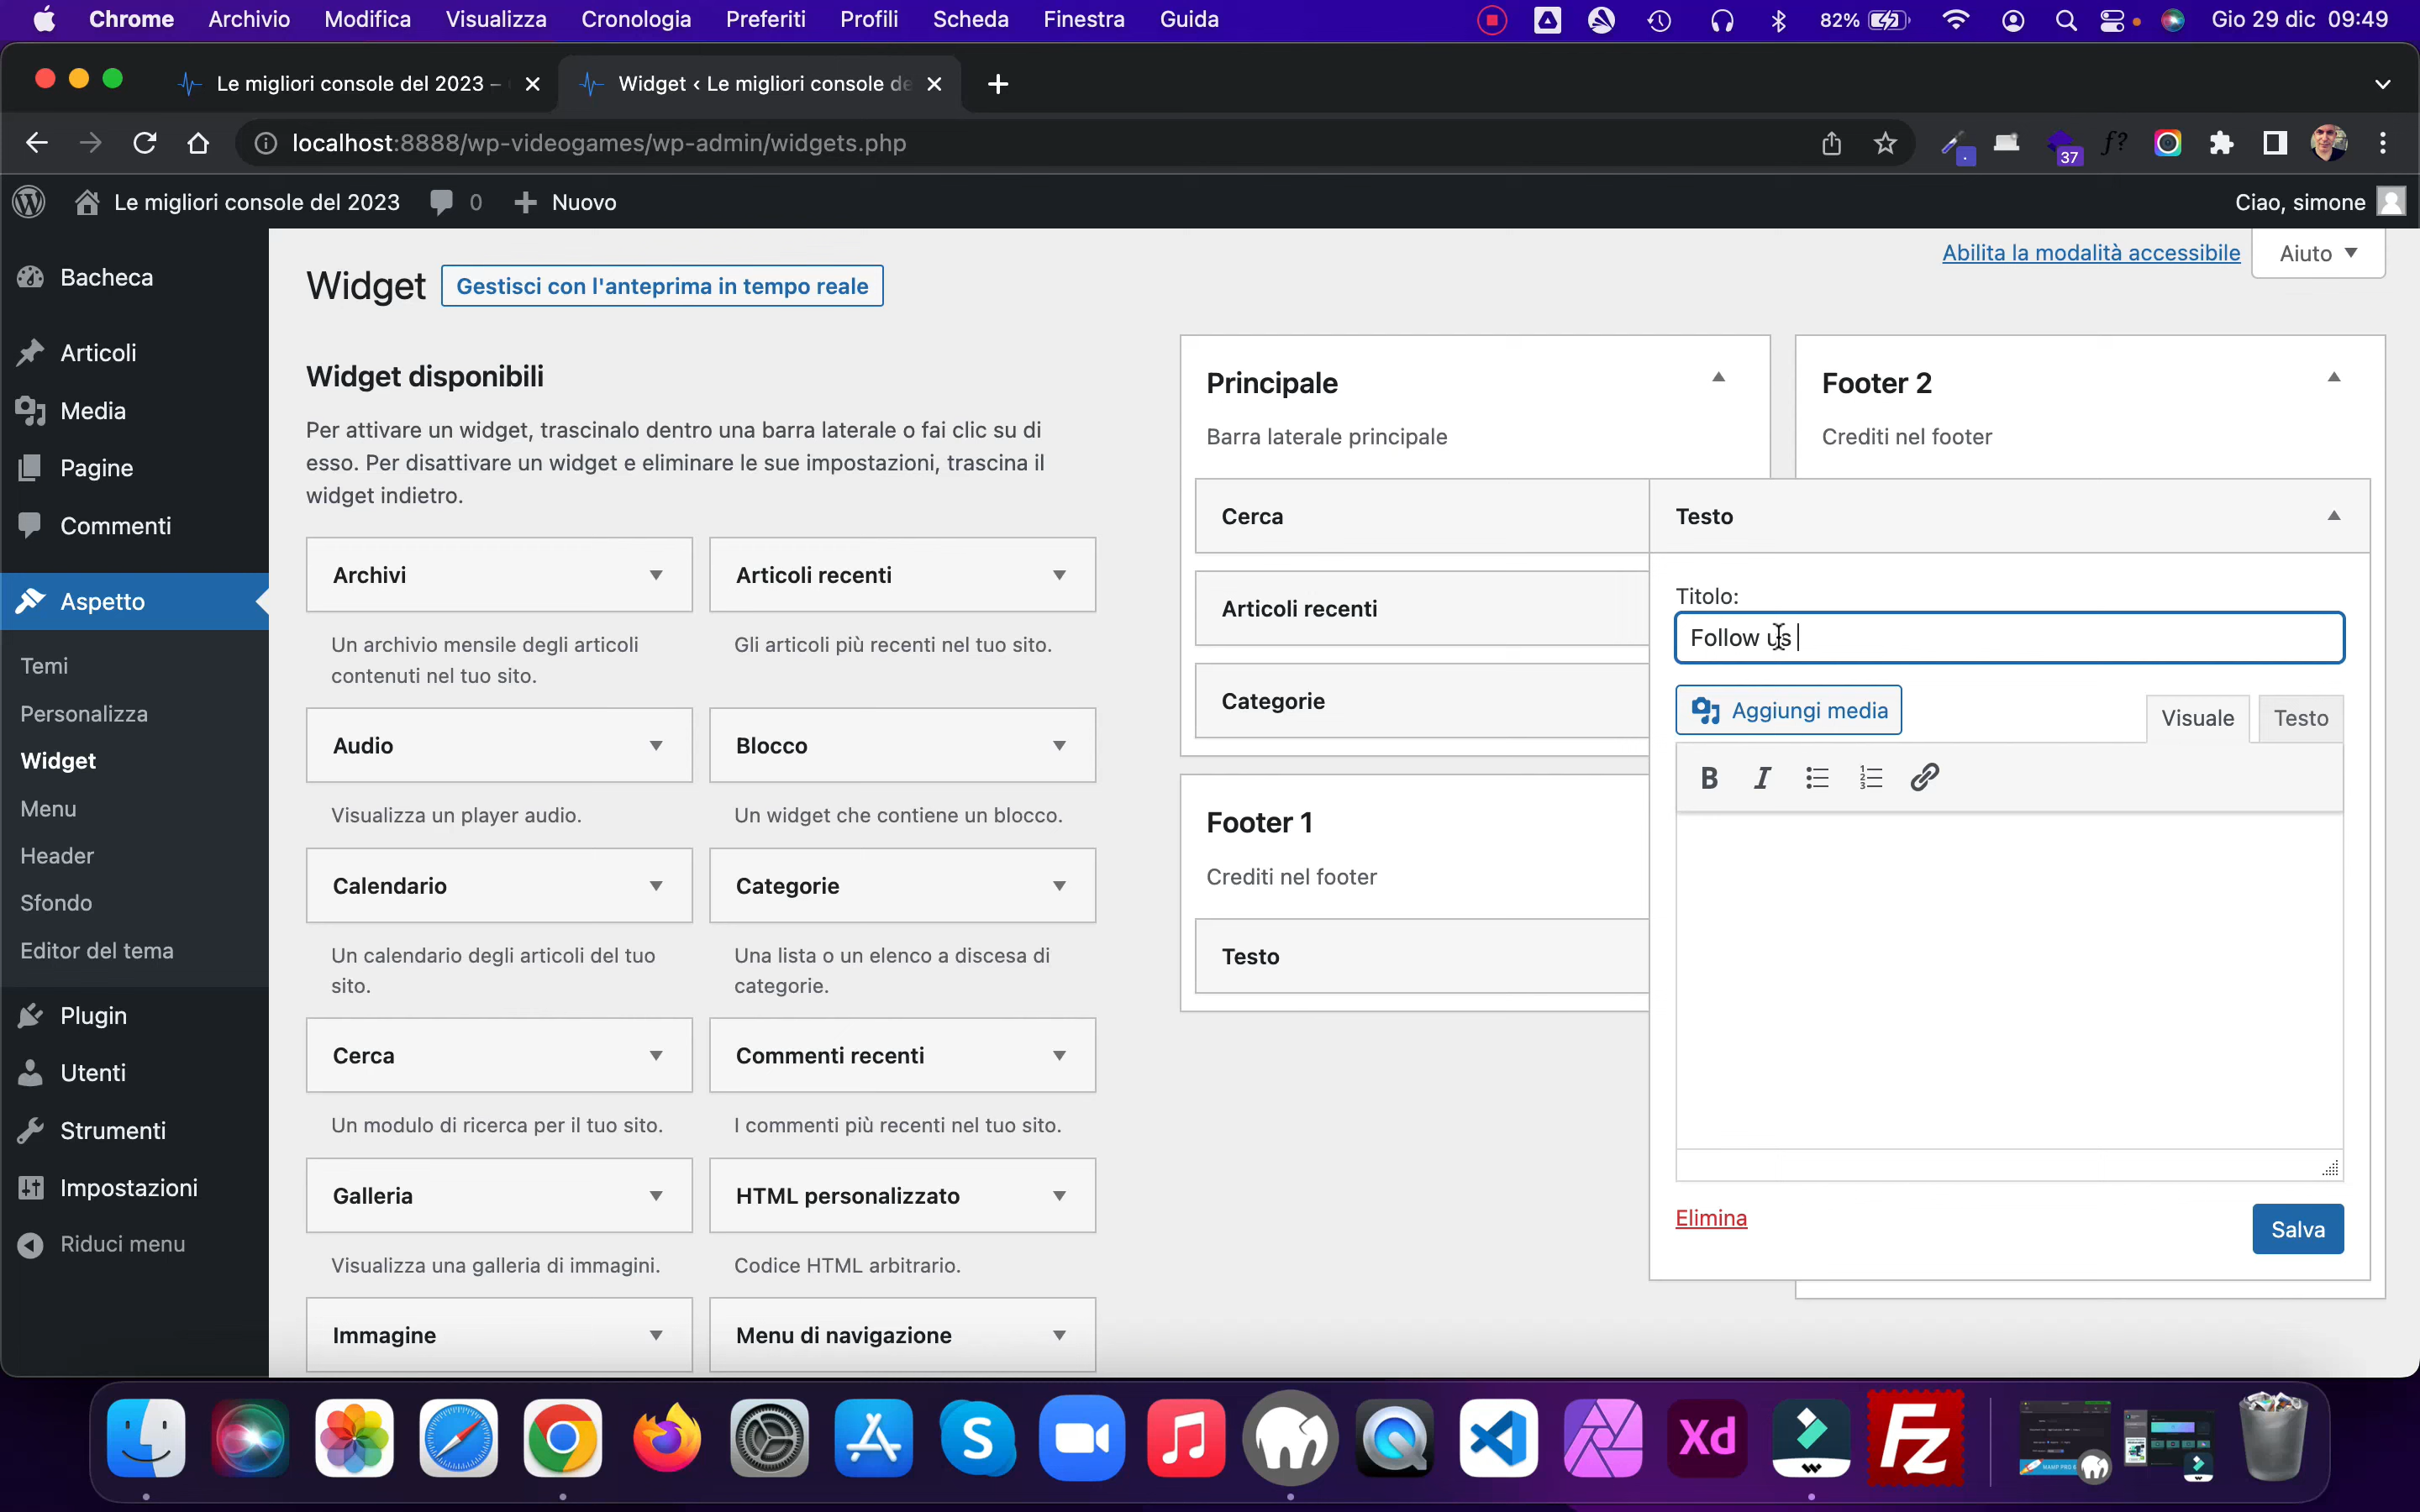 Chrome Archivio Modifica Visualizza Cronologia Preferiti Profili Scheda Finestra Guida 82% Gio 29 dic 09:49
Le migliori console del 2023 –
Widget ‹ Le migliori console de
localhost:8888/wp-videogames/wp-admin/widgets.php
f? 37
Le migliori console del 2023 0 Nuovo Ciao, simone
Bacheca
Articoli
Media
Pagine
Commenti
Aspetto
Temi
Personalizza
Widget
Menu
Header
Sfondo
Editor del tema
Plugin
Utenti
Strumenti
Impostazioni
Riduci menu
Abilita la modalità accessibile
Aiuto
Widget
Gestisci con l'anteprima in tempo reale
Widget disponibili
Per attivare un widget, trascinalo dentro una barra laterale o fai clic su di
esso. Per disattivare un widget e eliminare le sue impostazioni, trascina il
widget indietro.
Archivi
Un archivio mensile degli articoli
contenuti nel tuo sito.
Articoli recenti
Gli articoli più recenti nel tuo sito.
Audio
Visualizza un player audio.
Blocco
Un widget che contiene un blocco.
Calendario
Un calendario degli articoli del tuo
sito.
Categorie
Una lista o un elenco a discesa di
categorie.
Cerca
Un modulo di ricerca per il tuo sito.
Commenti recenti
I commenti più recenti nel tuo sito.
Galleria
Visualizza una galleria di immagini.
HTML personalizzato
Codice HTML arbitrario.
Immagine
Menu di navigazione
Principale
Barra laterale principale
Cerca
Articoli recenti
Categorie
Footer 1
Crediti nel footer
Testo
Footer 2
Crediti nel footer
Testo
Titolo:
Follow us
Aggiungi media
Visuale
Testo
B I
Elimina
Salva
S
Xd
Fz